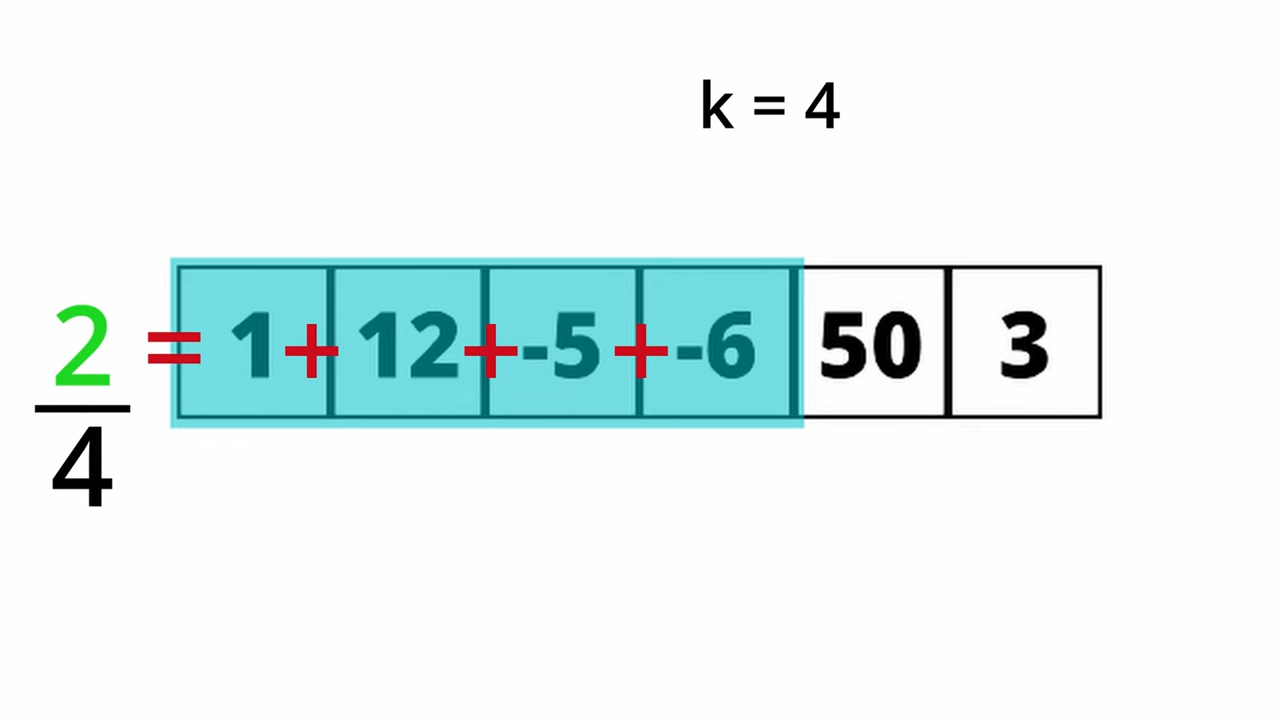 k = 4
2 = 1 + 12 + -5 + -6 50 3
4